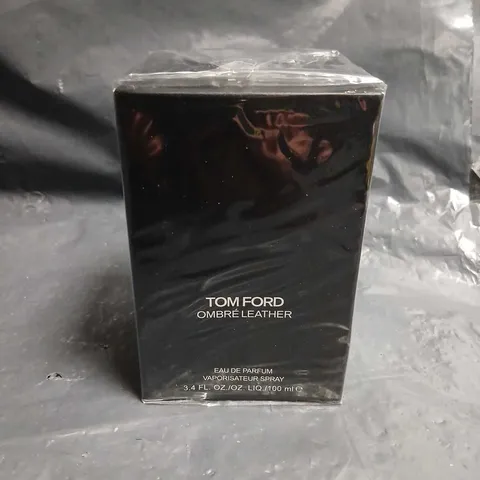 TOM FORD
OMBRÉ LEATHER
EAU DE PARFUM
VAPORISATEUR SPRAY
3.4 FL. OZ./OZ. LIQ./100 ml ℮